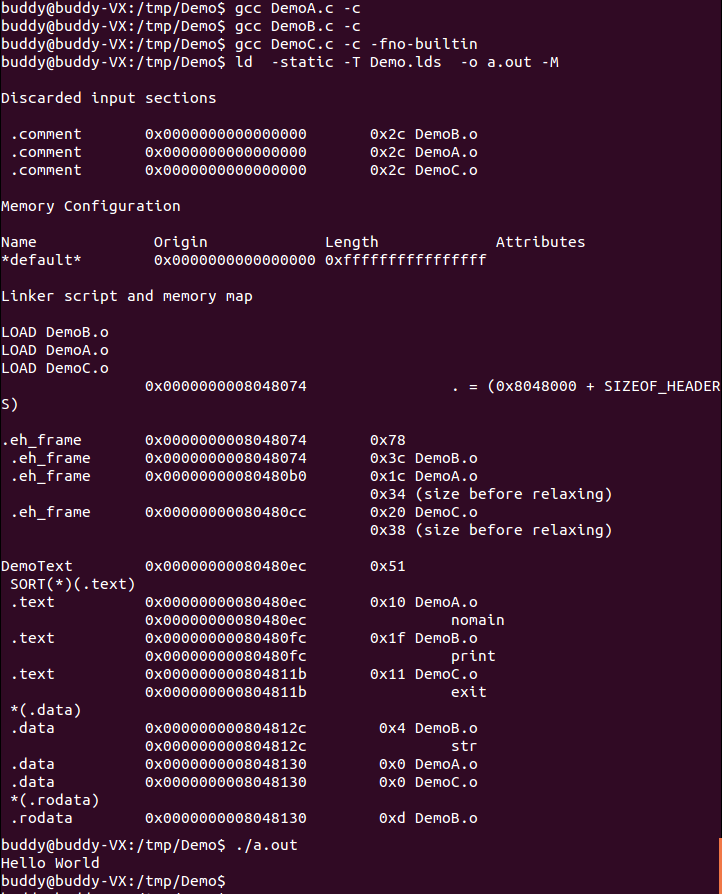 buddy@buddy-VX:/tmp/Demo$ gcc DemoA.c -c
buddy@buddy-VX:/tmp/Demo$ gcc DemoB.c -c
buddy@buddy-VX:/tmp/Demo$ gcc DemoC.c -c -fno-builtin
buddy@buddy-VX:/tmp/Demo$ ld  -static -T Demo.lds  -o a.out -M
Discarded input sections
 .comment       0x0000000000000000       0x2c DemoB.o
 .comment       0x0000000000000000       0x2c DemoA.o
 .comment       0x0000000000000000       0x2c DemoC.o
Memory Configuration
Name             Origin             Length             Attributes
*default*        0x0000000000000000 0xffffffffffffffff
Linker script and memory map
LOAD DemoB.o
LOAD DemoA.o
LOAD DemoC.o
                0x0000000008048074                . = (0x8048000 + SIZEOF_HEADER
S)
.eh_frame       0x0000000008048074       0x78
 .eh_frame      0x0000000008048074       0x3c DemoB.o
 .eh_frame      0x00000000080480b0       0x1c DemoA.o
                                         0x34 (size before relaxing)
 .eh_frame      0x00000000080480cc       0x20 DemoC.o
                                         0x38 (size before relaxing)
DemoText        0x00000000080480ec       0x51
 SORT(*)(.text)
 .text          0x00000000080480ec       0x10 DemoA.o
                0x00000000080480ec                nomain
 .text          0x00000000080480fc       0x1f DemoB.o
                0x00000000080480fc                print
 .text          0x000000000804811b       0x11 DemoC.o
                0x000000000804811b                exit
 *(.data)
 .data          0x000000000804812c        0x4 DemoB.o
                0x000000000804812c                str
 .data          0x0000000008048130        0x0 DemoA.o
 .data          0x0000000008048130        0x0 DemoC.o
 *(.rodata)
 .rodata        0x0000000008048130        0xd DemoB.o
buddy@buddy-VX:/tmp/Demo$ ./a.out
Hello World
buddy@buddy-VX:/tmp/Demo$